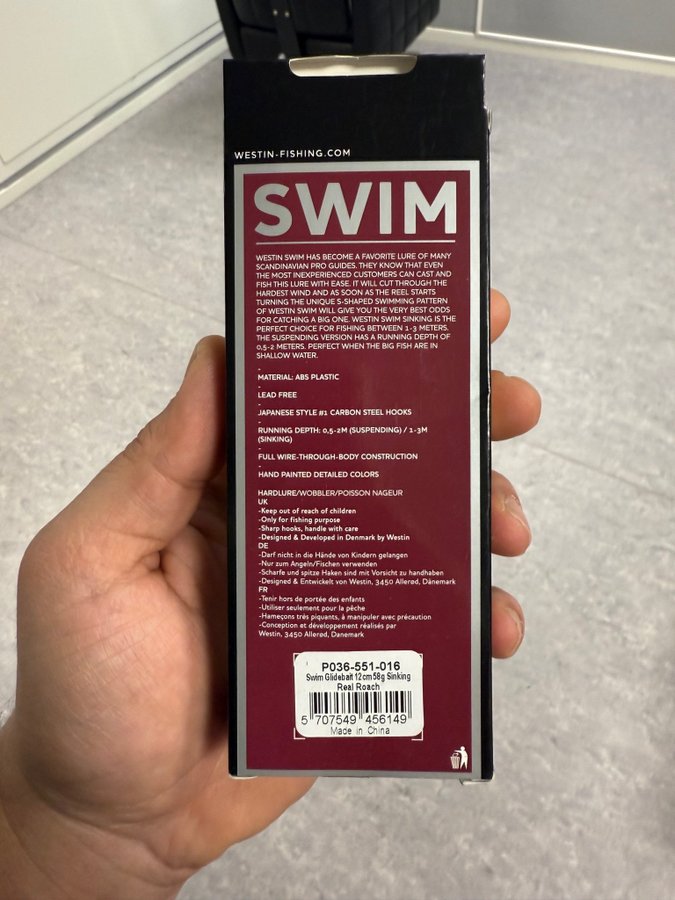 WESTIN-FISHING.COM
SWIM
WESTIN SWIM HAS BECOME A FAVORITE LURE OF MANY
SCANDINAVIAN PRO GUIDES. THEY KNOW THAT EVEN
THE MOST INEXPERIENCED CUSTOMERS CAN CAST AND
FISH THIS LURE WITH EASE. IT WILL CUT THROUGH THE
HARDEST WIND AND AS SOON AS THE REEL STARTS
TURNING THE UNIQUE S-SHAPED SWIMMING PATTERN
OF WESTIN SWIM WILL GIVE YOU THE VERY BEST ODDS
FOR CATCHING A BIG ONE. WESTIN SWIM SINKING IS THE
PERFECT CHOICE FOR FISHING BETWEEN 1-3 METERS.
THE SUSPENDING VERSION HAS A RUNNING DEPTH OF
0,5-2 METERS. PERFECT WHEN THE BIG FISH ARE IN
SHALLOW WATER.
-
MATERIAL: ABS PLASTIC
-
LEAD FREE
-
JAPANESE STYLE #1 CARBON STEEL HOOKS
-
RUNNING DEPTH: 0,5-2M (SUSPENDING) / 1-3M
(SINKING)
-
FULL WIRE-THROUGH-BODY CONSTRUCTION
-
HAND PAINTED DETAILED COLORS
HARDLURE/WOBBLER/POISSON NAGEUR
UK
-Keep out of reach of children
-Only for fishing purpose
-Sharp hooks, handle with care
-Designed & Developed in Denmark by Westin
DE
-Darf nicht in die Hände von Kindern gelangen
-Nur zum Angeln/Fischen verwenden
-Scharfe und spitze Haken sind mit Vorsicht zu handhaben
-Designed & Entwickelt von Westin, 3450 Allerød, Dänemark
FR
-Tenir hors de portée des enfants
-Utiliser seulement pour la pêche
-Hameçons très piquants, à manipuler avec précaution
-Conception et développement réalisés par
Westin, 3450 Allerød, Danemark
P036-551-016
Swim Glidebait 12cm 58g Sinking
Real Roach
5 707549 456149
Made in China